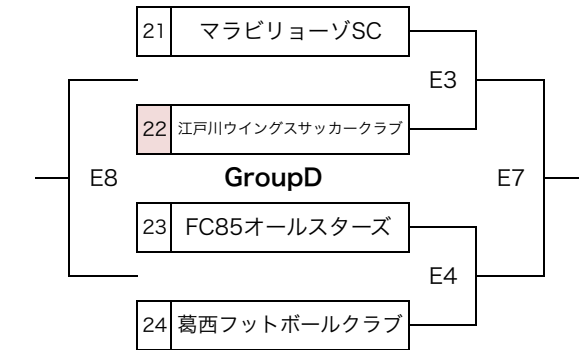 21 マラビリョーゾSC
E3
22 江戸川ウイングスサッカークラブ
E8 GroupD E7
23 FC85オールスターズ
E4
24 葛西フットボールクラブ